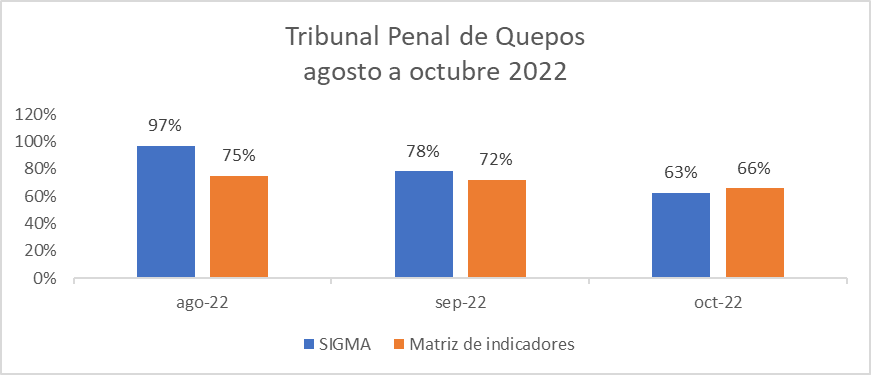 Tribunal Penal de Quepos
agosto a octubre 2022
120%
100%
80%
60%
40%
20%
0%
97%
75%
78%
72%
63%
66%
ago-22
sep-22
oct-22
SIGMA
Matriz de indicadores